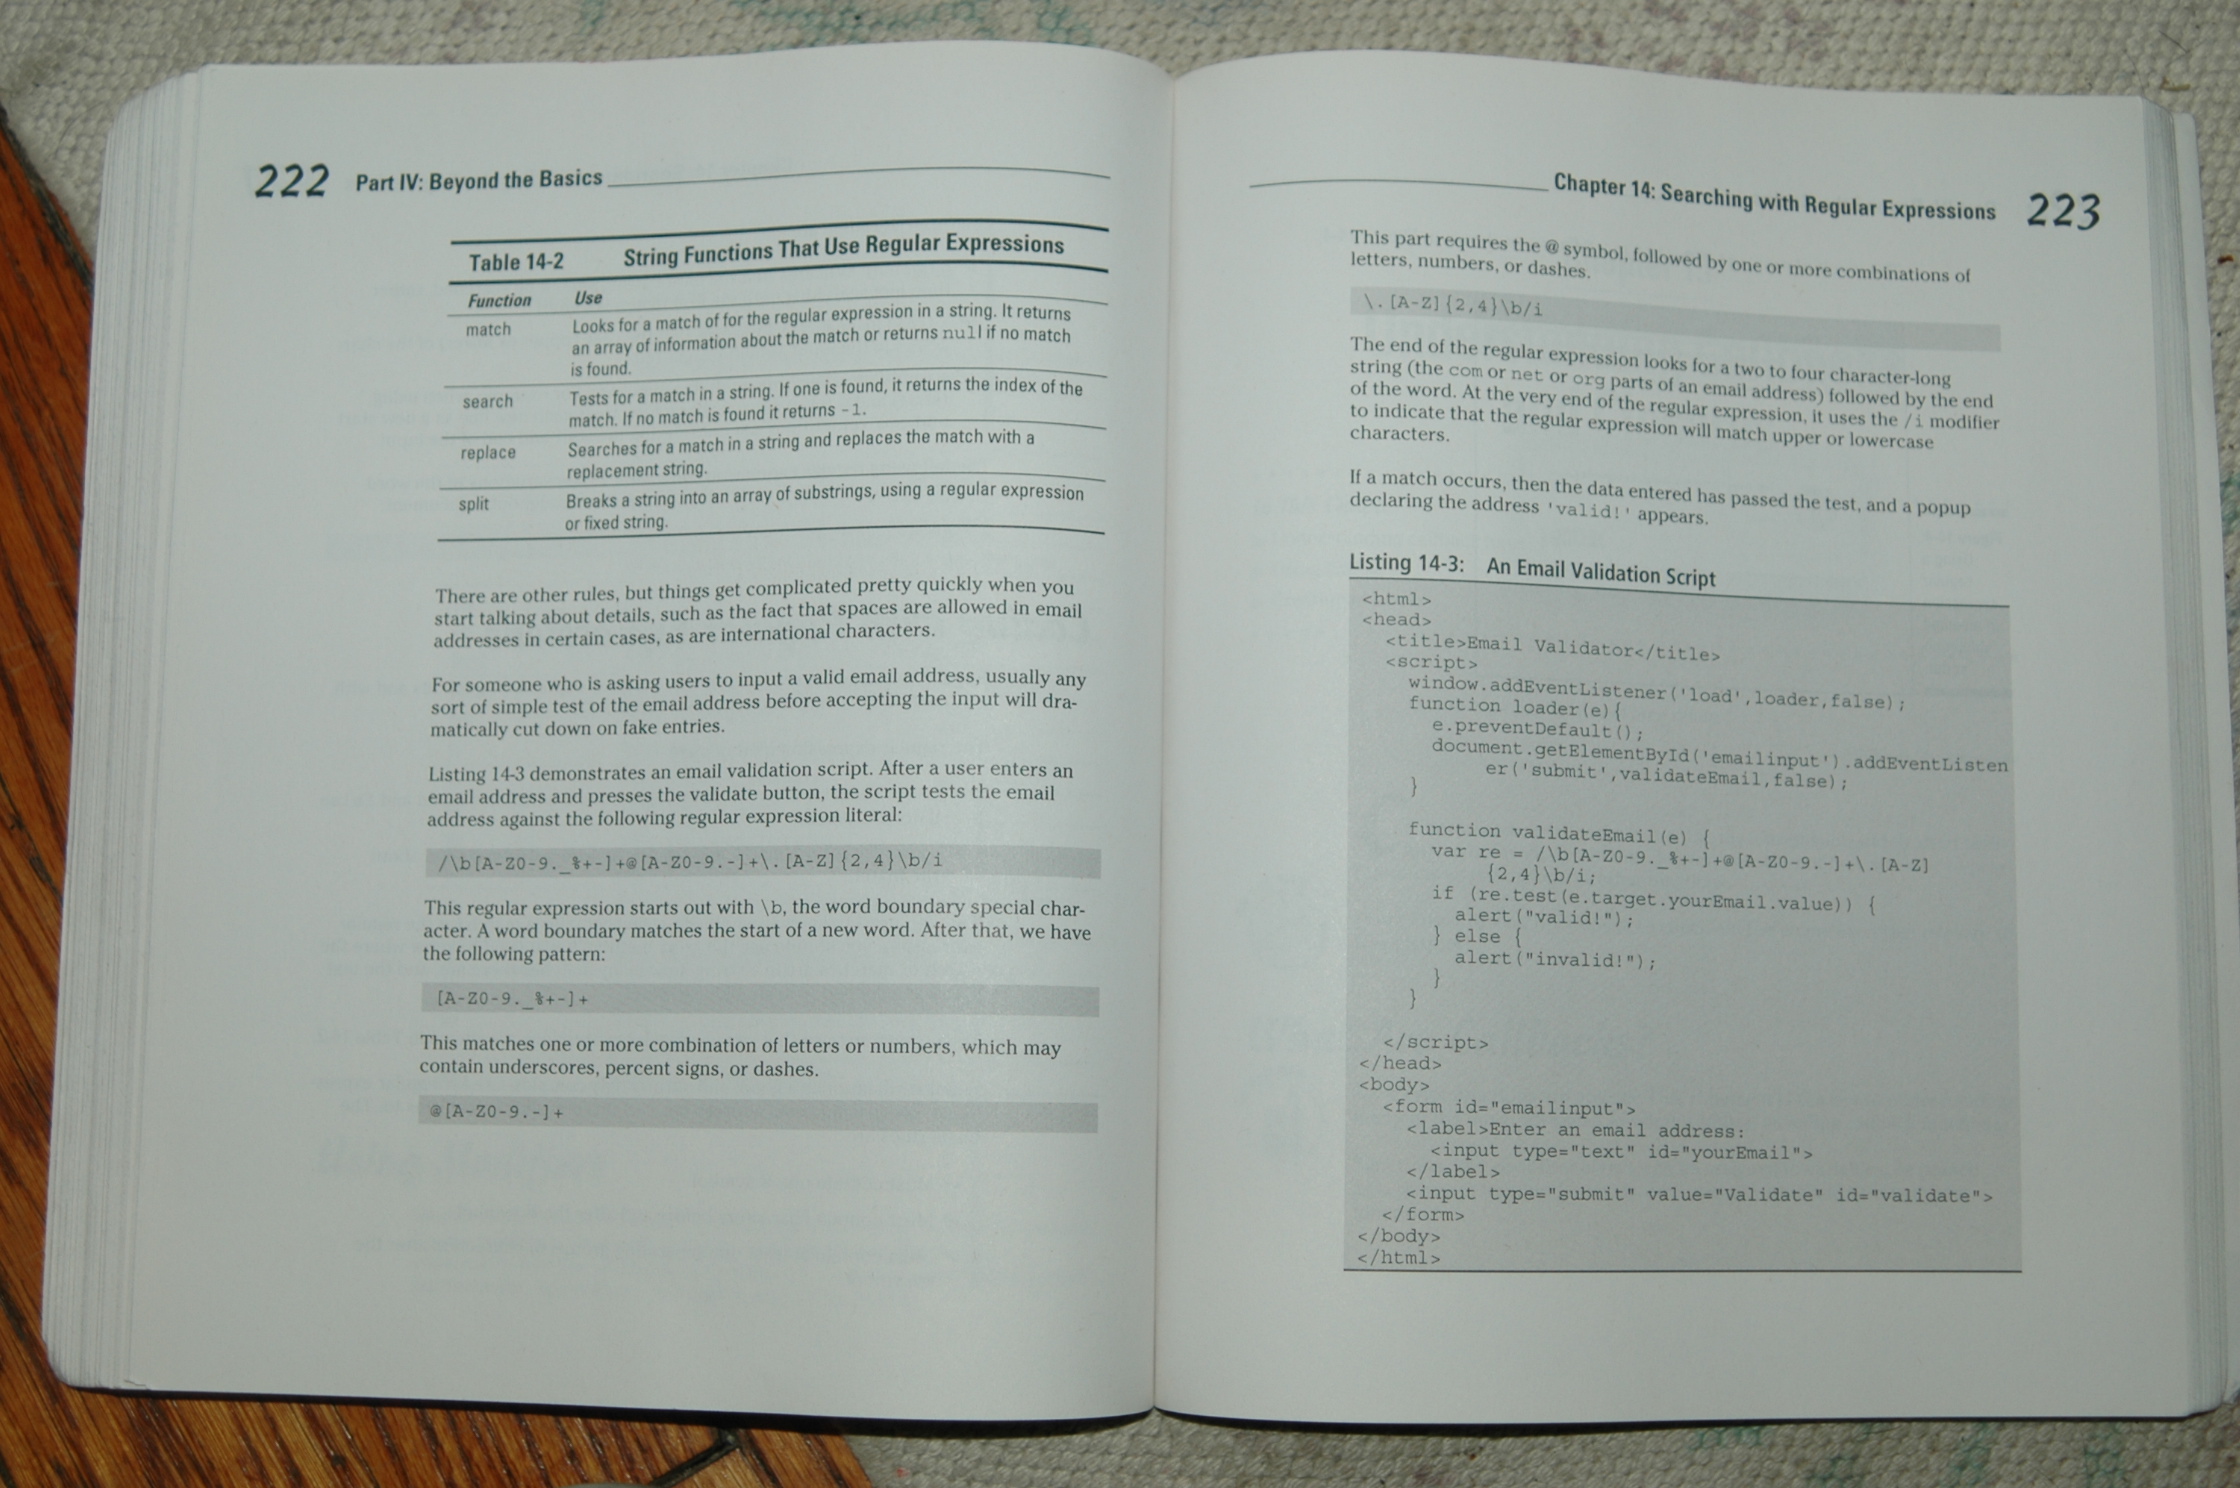 222 Part IV: Beyond the Basics
Table 14-2 String Functions That Use Regular Expressions
Function Use
match Looks for a match of for the regular expression in a string. It returns
an array of information about the match or returns null if no match
is found.
search Tests for a match in a string. If one is found, it returns the index of the
match. If no match is found it returns -1.
replace Searches for a match in a string and replaces the match with a
replacement string.
split Breaks a string into an array of substrings, using a regular expression
or fixed string.
There are other rules, but things get complicated pretty quickly when you
start talking about details, such as the fact that spaces are allowed in email
addresses in certain cases, as are international characters.
For someone who is asking users to input a valid email address, usually any
sort of simple test of the email address before accepting the input will dra-
matically cut down on fake entries.
Listing 14-3 demonstrates an email validation script. After a user enters an
email address and presses the validate button, the script tests the email
address against the following regular expression literal:
/\b[A-Z0-9._%+-]+@[A-Z0-9.-]+\.[A-Z]{2,4}\b/i
This regular expression starts out with \b, the word boundary special char-
acter. A word boundary matches the start of a new word. After that, we have
the following pattern:
[A-Z0-9._%+-]+
This matches one or more combination of letters or numbers, which may
contain underscores, percent signs, or dashes.
@[A-Z0-9.-]+
Chapter 14: Searching with Regular Expressions 223
This part requires the @ symbol, followed by one or more combinations of
letters, numbers, or dashes.
\.[A-Z]{2,4}\b/i
The end of the regular expression looks for a two to four character-long
string (the com or net or org parts of an email address) followed by the end
of the word. At the very end of the regular expression, it uses the /i modifier
to indicate that the regular expression will match upper or lowercase
characters.
If a match occurs, then the data entered has passed the test, and a popup
declaring the address 'valid!' appears.
Listing 14-3: An Email Validation Script
<html>
<head>
<title>Email Validator</title>
<script>
window.addEventListener('load',loader,false);
function loader(e){
e.preventDefault();
document.getElementById('emailinput').addEventListen
er('submit',validateEmail,false);
}
function validateEmail(e) {
var re = /\b[A-Z0-9._%+-]+@[A-Z0-9.-]+\.[A-Z]
{2,4}\b/i;
if (re.test(e.target.yourEmail.value)) {
alert("valid!");
} else {
alert("invalid!");
}
}
</script>
</head>
<body>
<form id="emailinput">
<label>Enter an email address:
<input type="text" id="yourEmail">
</label>
<input type="submit" value="Validate" id="validate">
</form>
</body>
</html>